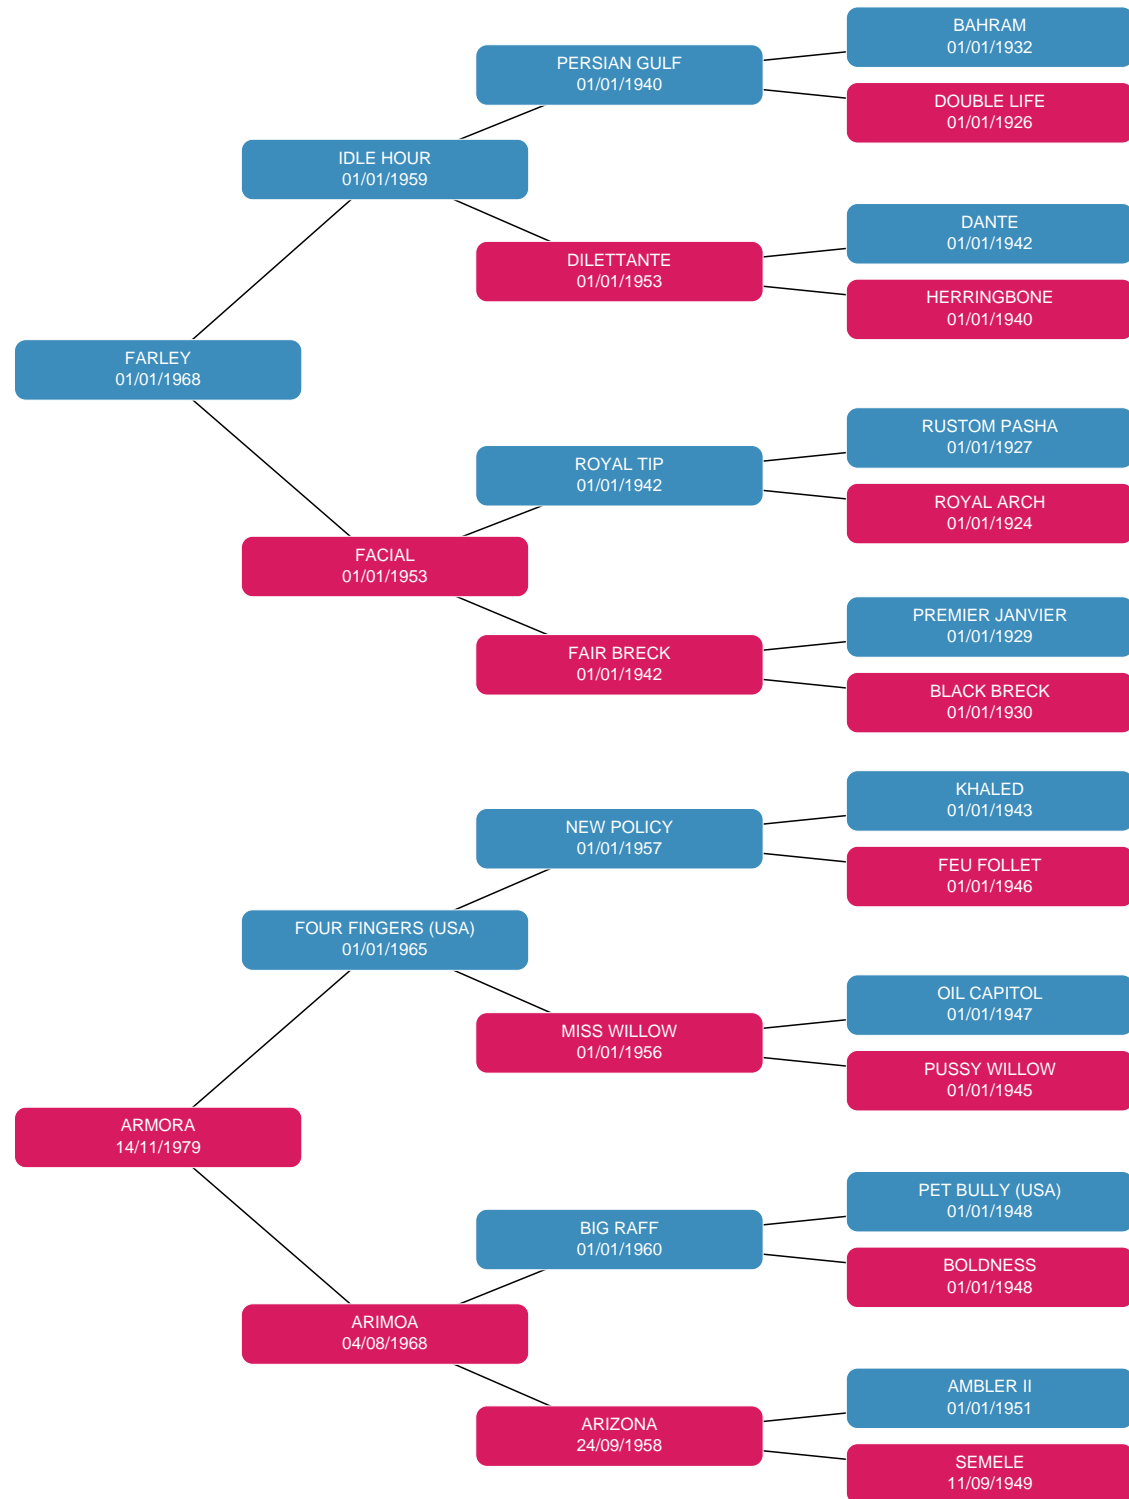 BAHRAM
01/01/1932
PERSIAN GULF
01/01/1940
DOUBLE LIFE
01/01/1926
IDLE HOUR
01/01/1959
DANTE
01/01/1942
DILETTANTE
01/01/1953
HERRINGBONE
01/01/1940
FARLEY
01/01/1968
RUSTOM PASHA
01/01/1927
ROYAL TIP
01/01/1942
ROYAL ARCH
01/01/1924
FACIAL
01/01/1953
PREMIER JANVIER
01/01/1929
FAIR BRECK
01/01/1942
BLACK BRECK
01/01/1930
KHALED
01/01/1943
NEW POLICY
01/01/1957
FEU FOLLET
01/01/1946
FOUR FINGERS (USA)
01/01/1965
OIL CAPITOL
01/01/1947
MISS WILLOW
01/01/1956
PUSSY WILLOW
01/01/1945
ARMORA
14/11/1979
PET BULLY (USA)
01/01/1948
BIG RAFF
01/01/1960
BOLDNESS
01/01/1948
ARIMOA
04/08/1968
AMBLER II
01/01/1951
ARIZONA
24/09/1958
SEMELE
11/09/1949